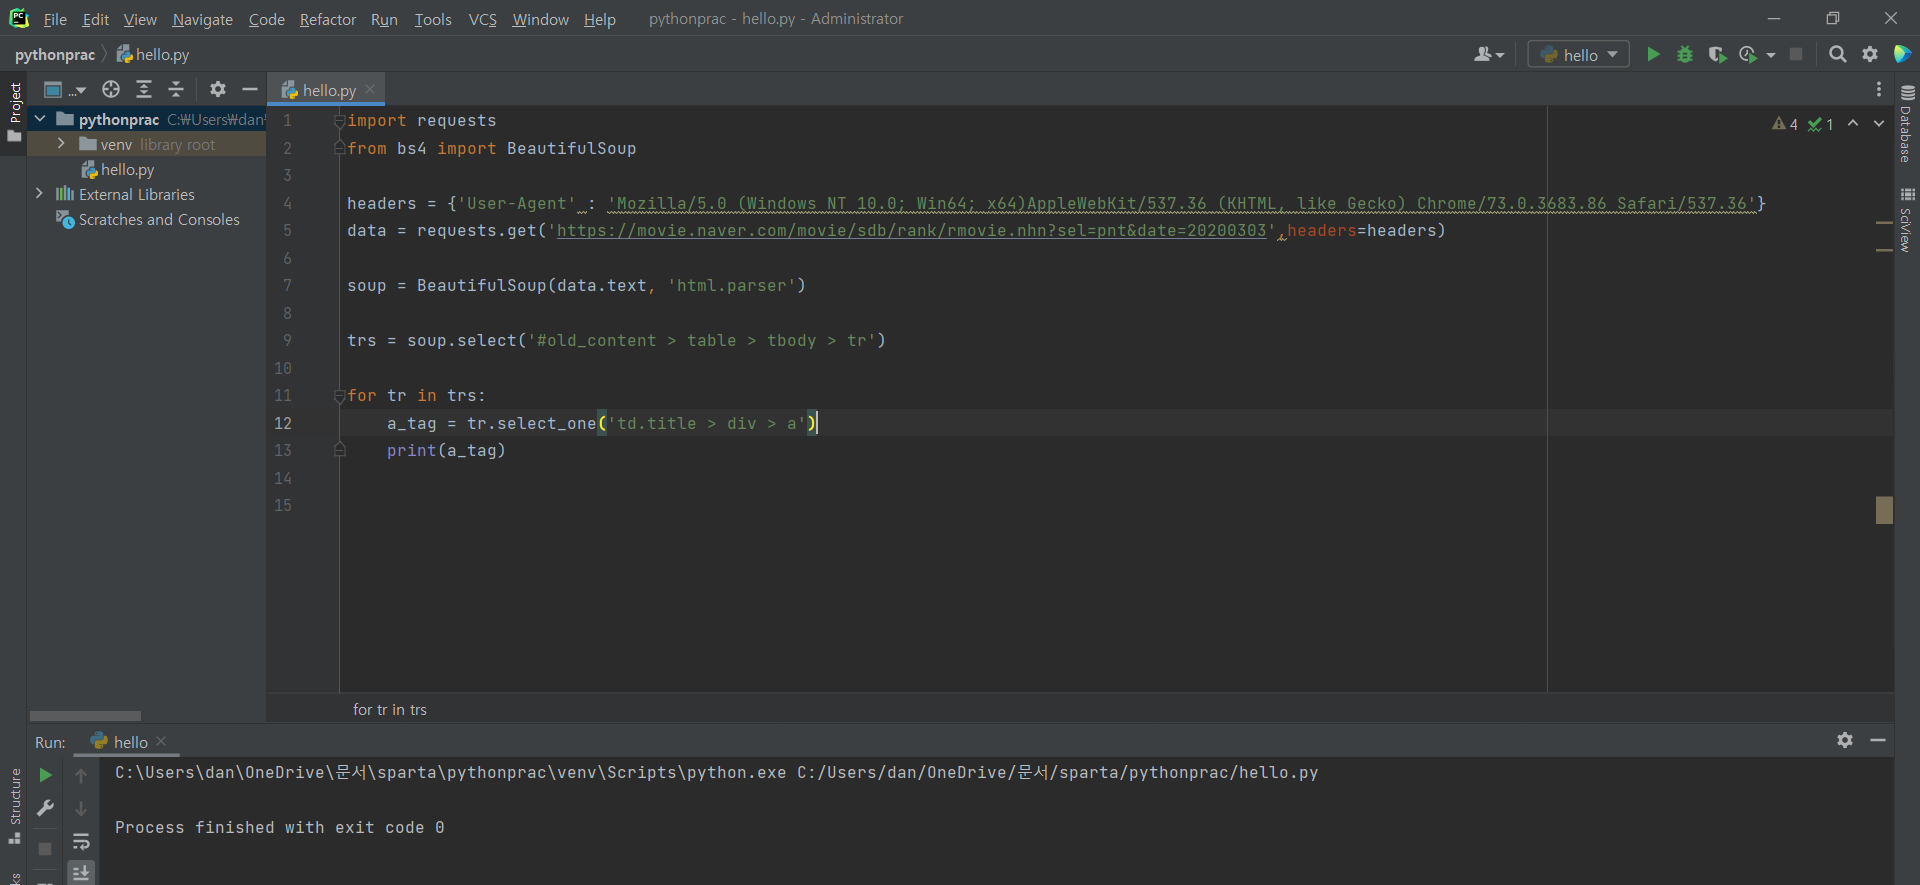 File Edit View Navigate Code Refactor Run Tools VCS Window Help pythonprac - hello.py - Administrator
pythonprac hello.py hello
Project ... hello.py
pythonprac C:₩Users₩dan
venv library root
hello.py
External Libraries
Scratches and Consoles
1 import requests
2 from bs4 import BeautifulSoup
3
4 headers = {'User-Agent' : 'Mozilla/5.0 (Windows NT 10.0; Win64; x64)AppleWebKit/537.36 (KHTML, like Gecko) Chrome/73.0.3683.86 Safari/537.36'}
5 data = requests.get('https://movie.naver.com/movie/sdb/rank/rmovie.nhn?sel=pnt&date=20200303',headers=headers)
6
7 soup = BeautifulSoup(data.text, 'html.parser')
8
9 trs = soup.select('#old_content > table > tbody > tr')
10
11 for tr in trs:
12 a_tag = tr.select_one('td.title > div > a')
13 print(a_tag)
14
15
4 1
Database
SciView
for tr in trs
Run: hello
C:\Users\dan\OneDrive\문서\sparta\pythonprac\venv\Scripts\python.exe C:/Users/dan/OneDrive/문서/sparta/pythonprac/hello.py
Process finished with exit code 0
Structure